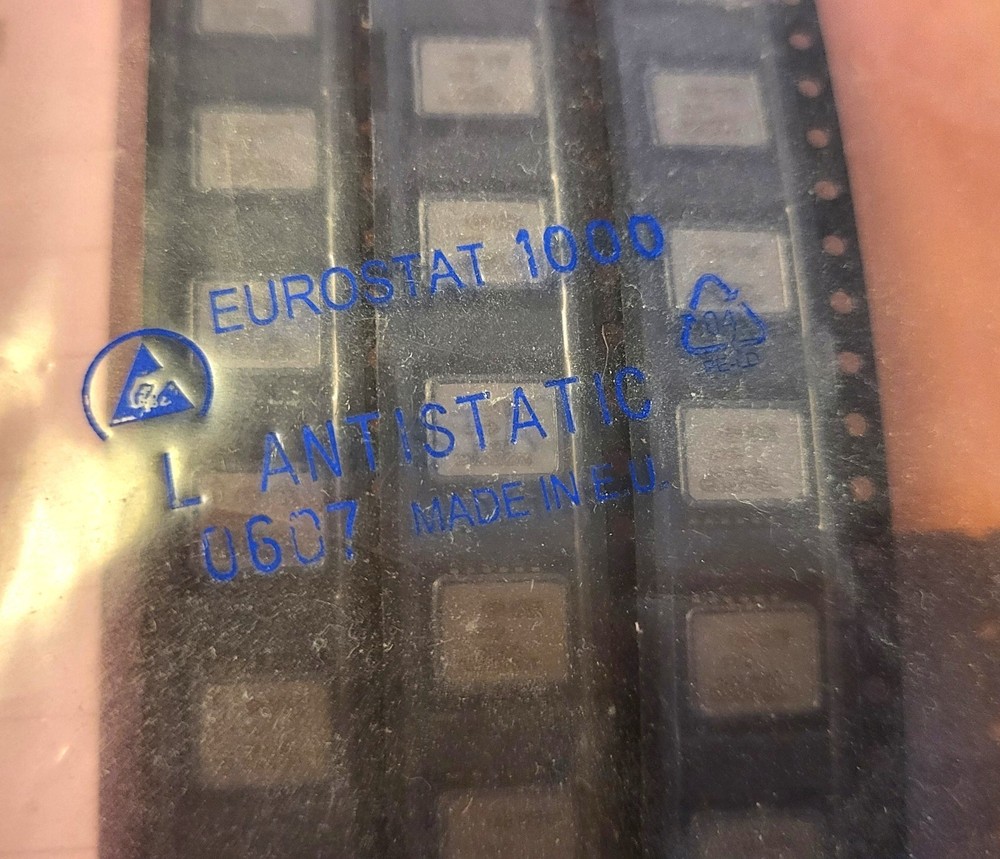 EUROSTAT 1000
04
PE-LD
L ANTISTATIC
0607 MADE IN E.U.